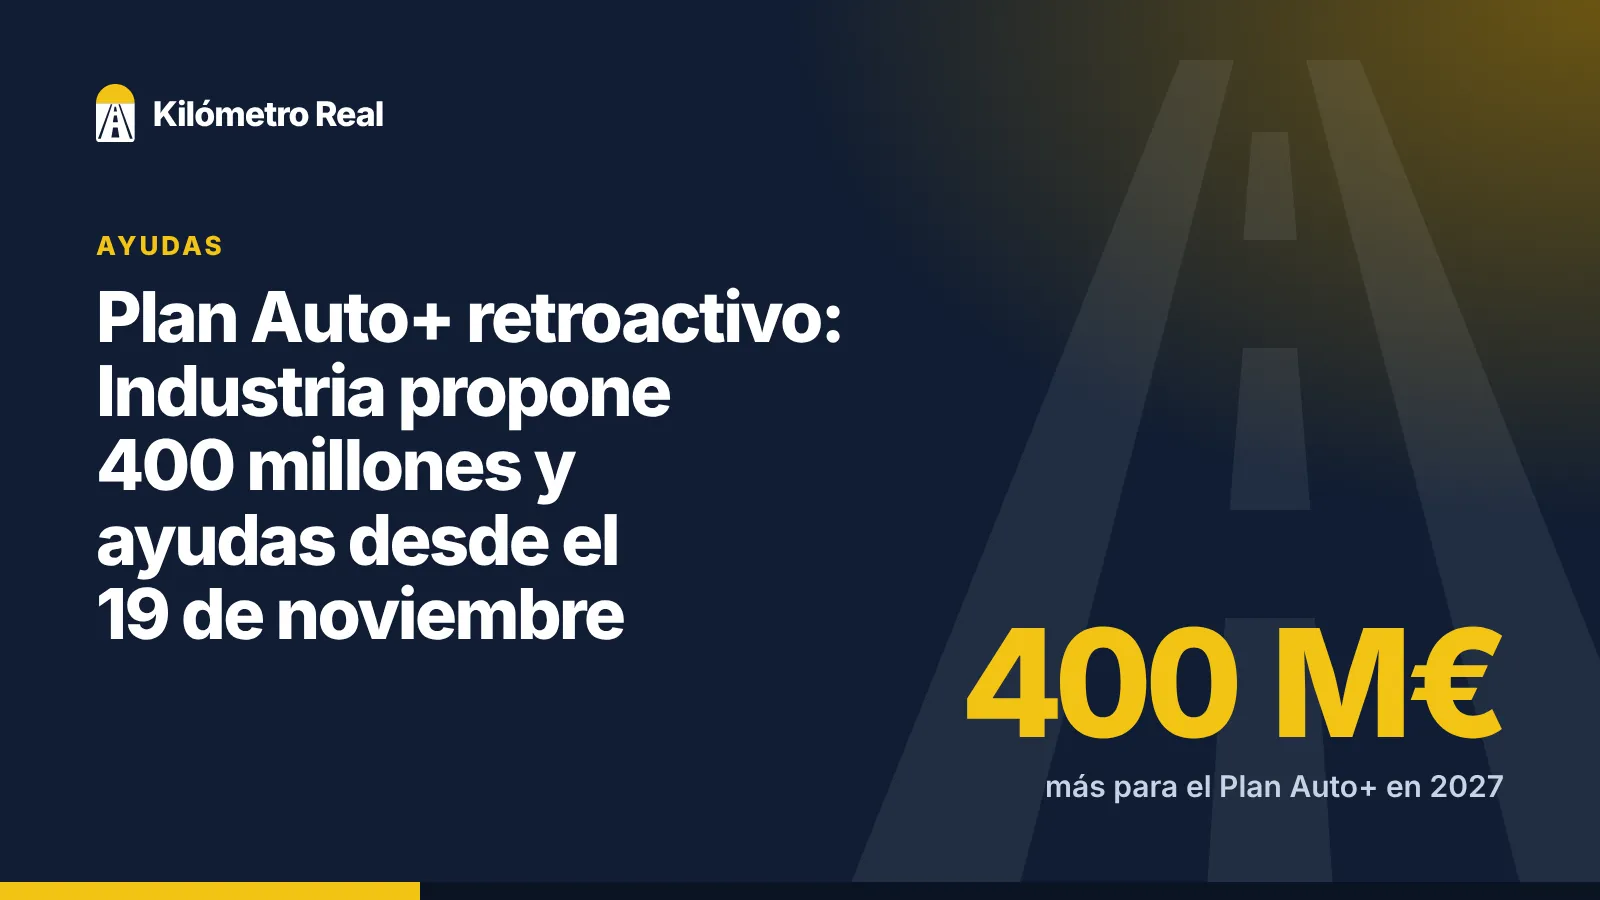 Kilómetro Real
AYUDAS
Plan Auto+ retroactivo:
Industria propone
400 millones y
ayudas desde el
19 de noviembre
400 M€
más para el Plan Auto+ en 2027